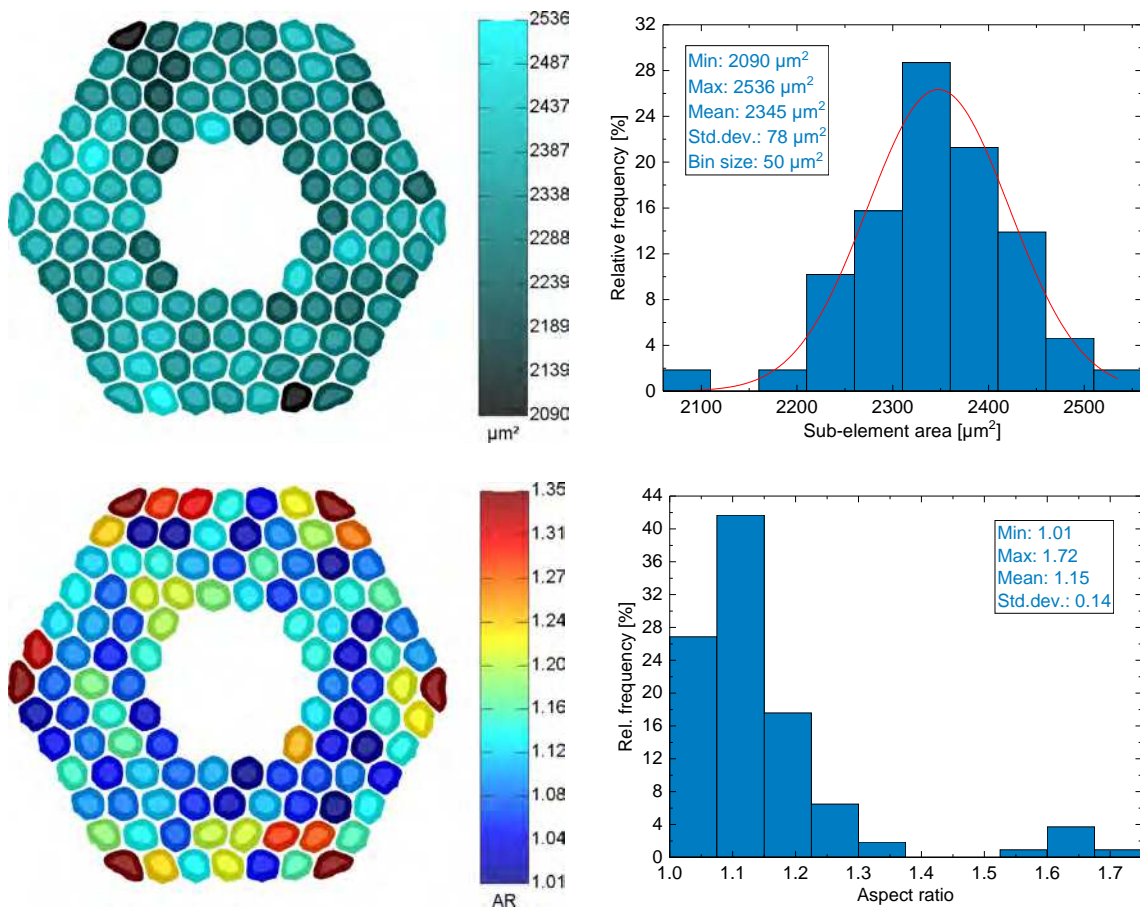 2536
2487
2437
2387
2338
2288
2239
2189
2139
2090
µm²
32
28
24
20
16
12
8
4
0
Relative frequency [%]
Min: 2090 µm²
Max: 2536 µm²
Mean: 2345 µm²
Std.dev.: 78 µm²
Bin size: 50 µm²
2100 2200 2300 2400 2500
Sub-element area [µm²]
1.35
1.31
1.27
1.24
1.20
1.16
1.12
1.08
1.04
1.01
AR
44
40
36
32
28
24
20
16
12
8
4
0
Rel. frequency [%]
Min: 1.01
Max: 1.72
Mean: 1.15
Std.dev.: 0.14
1.0 1.1 1.2 1.3 1.4 1.5 1.6 1.7
Aspect ratio